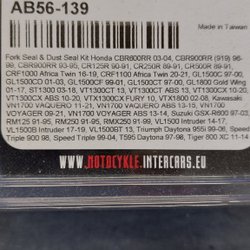 AB56-139
Made in Taiwan
Fork Seal & Dust Seal Kit Honda CBR600RR 03-04, CBR900RR (919) 96-
99, CBR900RR 93-95, CR125R 90-91, CR250R 89-91, CR500R 89-91,
CRF1000 Africa Twin 16-19, CRF1100 Africa Twin 20-21, GL1500C 97-00,
GL1500CD 01-03, GL1500CF 99-01, GL1500CT 97-00, GL1800 Gold Wing
01-17, ST1300 03-18, ST1300 ABS 03-17, VT1300CT 13, VT1300CX 10-20,
VT1300CX ABS 10-20, VTX1300CX FURY 10, VTX1800 02-08, Kawasaki
VN1700 VAQUERO 11-21, VN1700 VAQUERO ABS 13-15, VN1700
VOYAGER 09-21, VN1700 VOYAGER ABS 13-14, Suzuki GSX-R600 97-03,
RM125 91-95, RM250 91-95, RMX250 91-99, VL1500 Intruder 14-17,
VL1500B Intruder 17-19, VL1500BT 13, Triumph Daytona 955i 99-06, Speed
Triple 900 98, Speed Triple 99-04, T595 Daytona 97-98, Tiger 800 XC 11-14
WWW.MOTOCYKLE.INTERCARS.EU